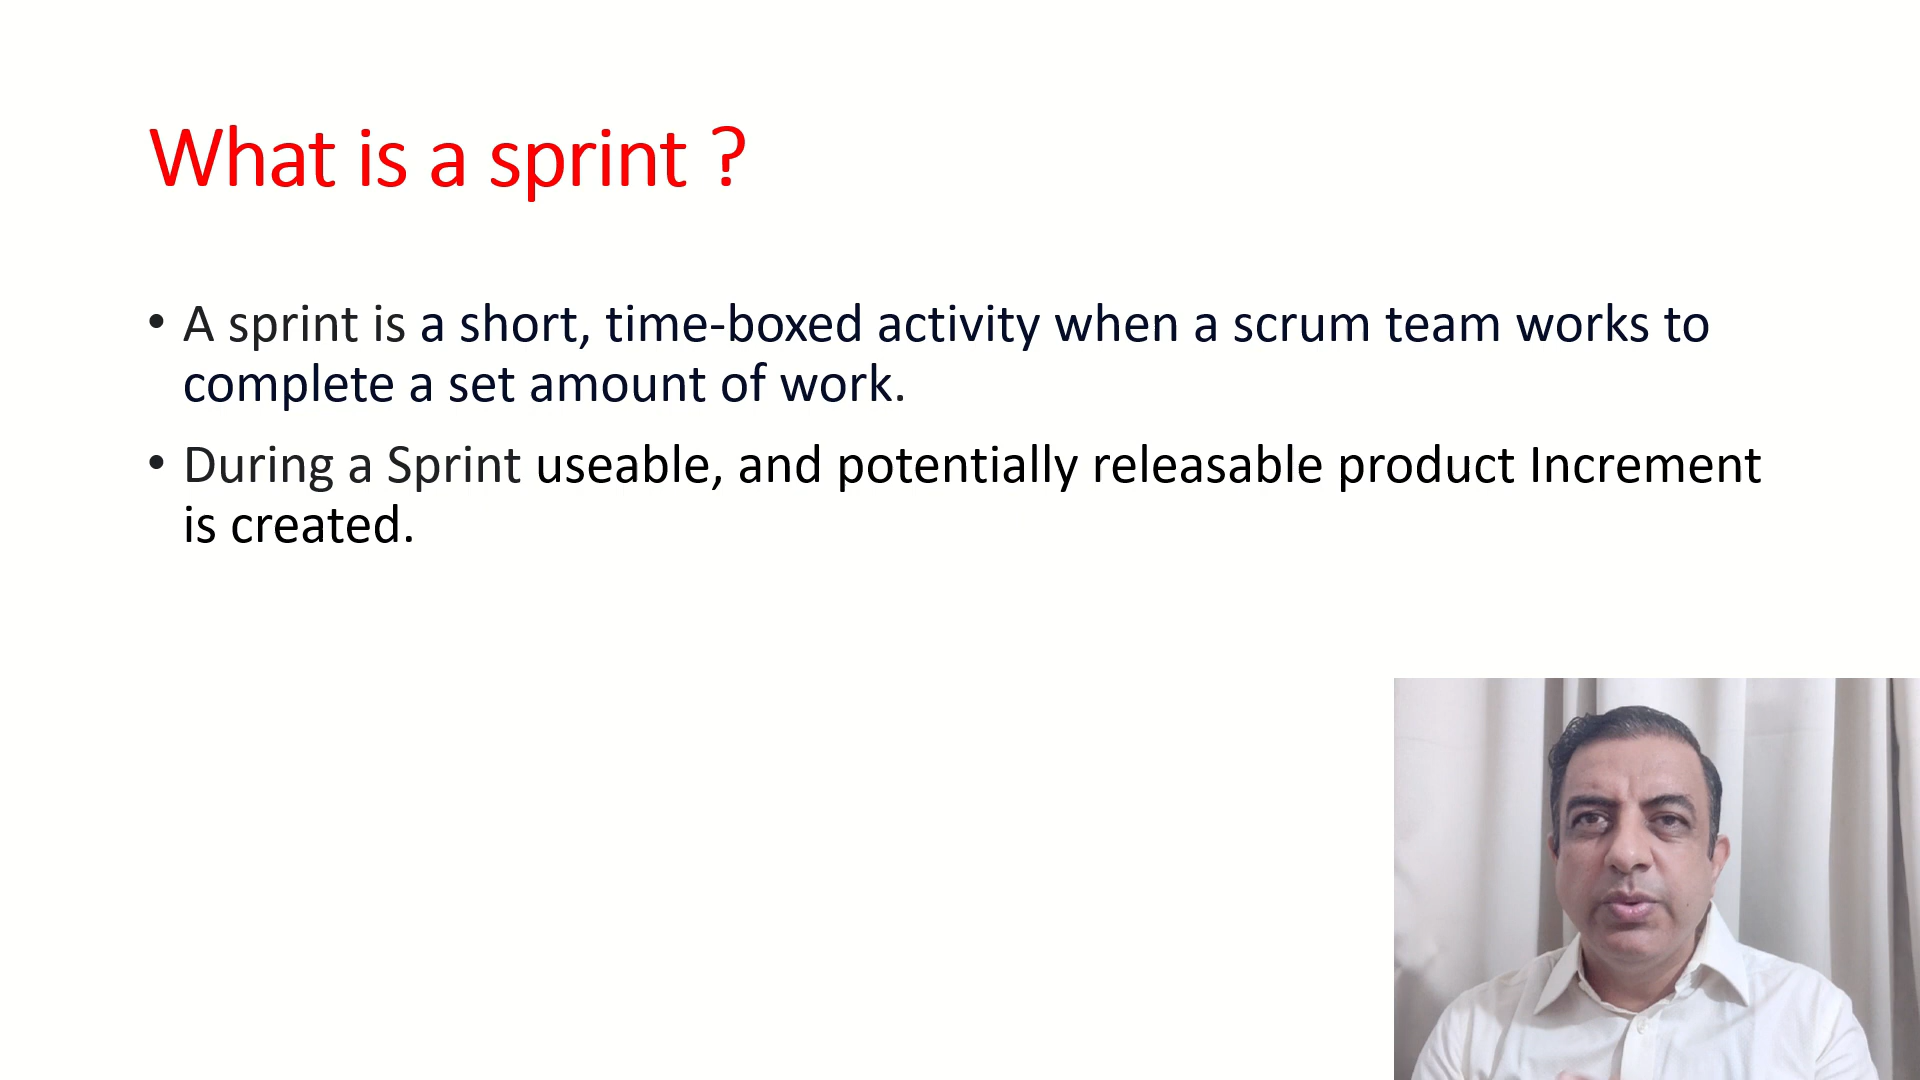 What is a sprint ?
• A sprint is a short, time-boxed activity when a scrum team works to
complete a set amount of work.
• During a Sprint useable, and potentially releasable product Increment
is created.